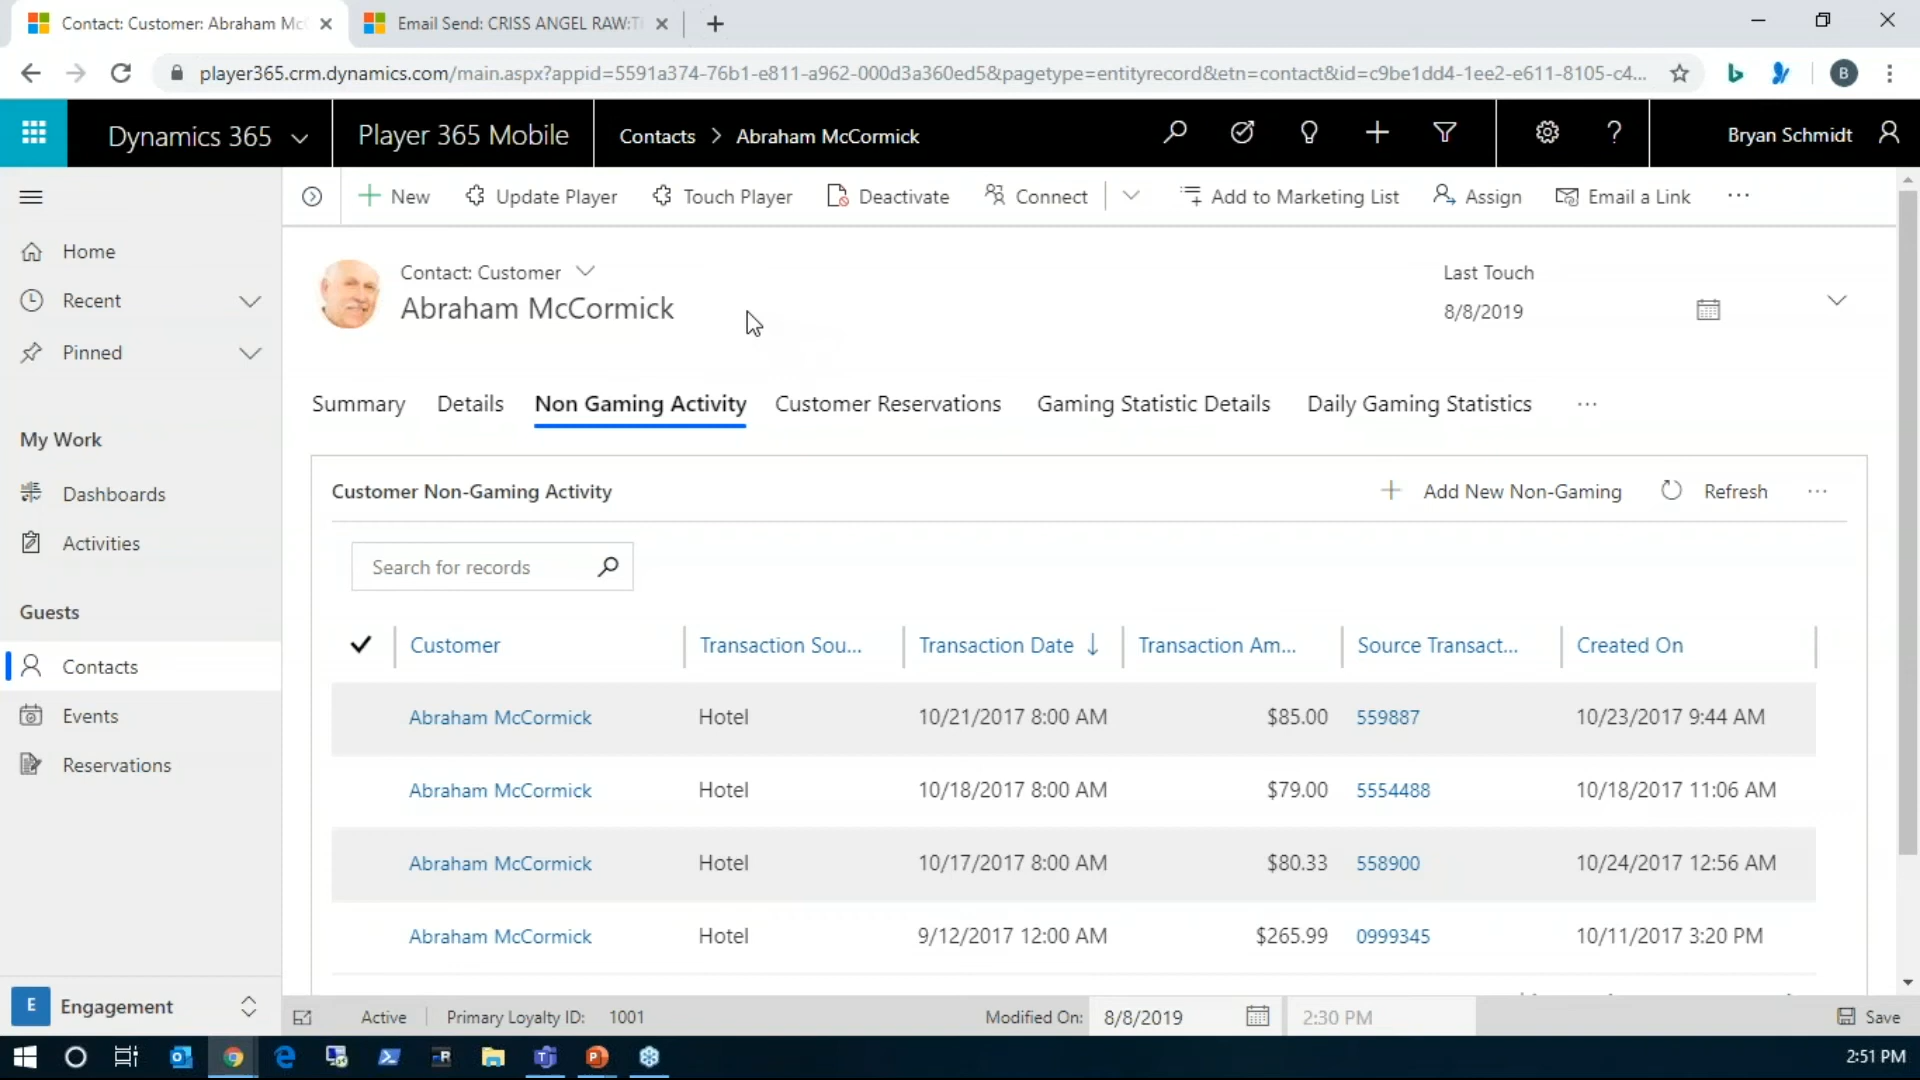 Contact: Customer: Abraham Mc
Email Send: CRISS ANGEL RAW:T
player365.crm.dynamics.com/main.aspx?appid=5591a374-76b1-e811-a962-000d3a360ed5&pagetype=entityrecord&etn=contact&id=c9be1dd4-1ee2-e611-8105-c4...
B
Dynamics 365
Player 365 Mobile
Contacts > Abraham McCormick
Bryan Schmidt
New
Update Player
Touch Player
Deactivate
Connect
Add to Marketing List
Assign
Email a Link
Home
Recent
Pinned
My Work
Dashboards
Activities
Guests
Contacts
Events
Reservations
E Engagement
Contact: Customer
Abraham McCormick
Last Touch
8/8/2019
Summary Details Non Gaming Activity Customer Reservations Gaming Statistic Details Daily Gaming Statistics
Customer Non-Gaming Activity
Add New Non-Gaming
Refresh
Search for records
Customer Transaction Sou... Transaction Date Transaction Am... Source Transact... Created On
Abraham McCormick Hotel 10/21/2017 8:00 AM $85.00 559887 10/23/2017 9:44 AM
Abraham McCormick Hotel 10/18/2017 8:00 AM $79.00 5554488 10/18/2017 11:06 AM
Abraham McCormick Hotel 10/17/2017 8:00 AM $80.33 558900 10/24/2017 12:56 AM
Abraham McCormick Hotel 9/12/2017 12:00 AM $265.99 0999345 10/11/2017 3:20 PM
Active
Primary Loyalty ID: 1001
Modified On: 8/8/2019 2:30 PM
Save
2:51 PM